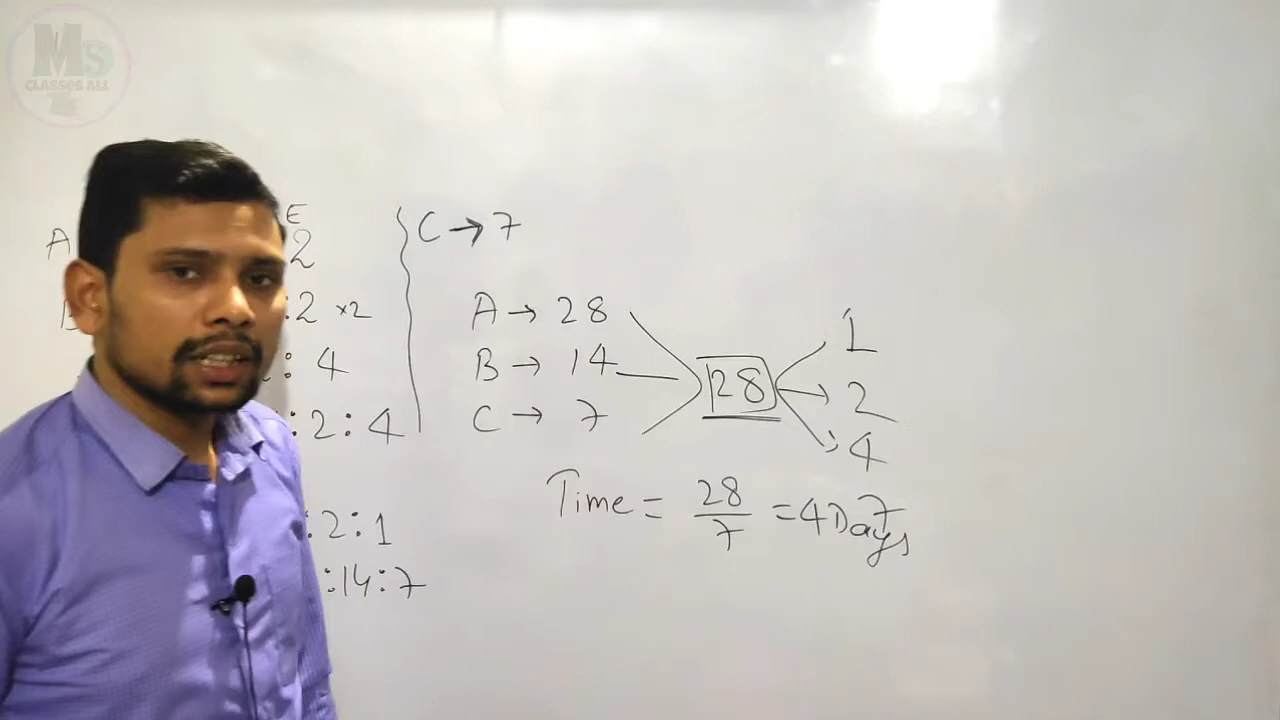 MS
CLASSES ALL
E
A 2
:2 ×2
: 4
:2:4
:2:1
:14:7
C→7
A→28
B→14
C→7
28
1
2
4
7
Time = 28/7 = 4 Days